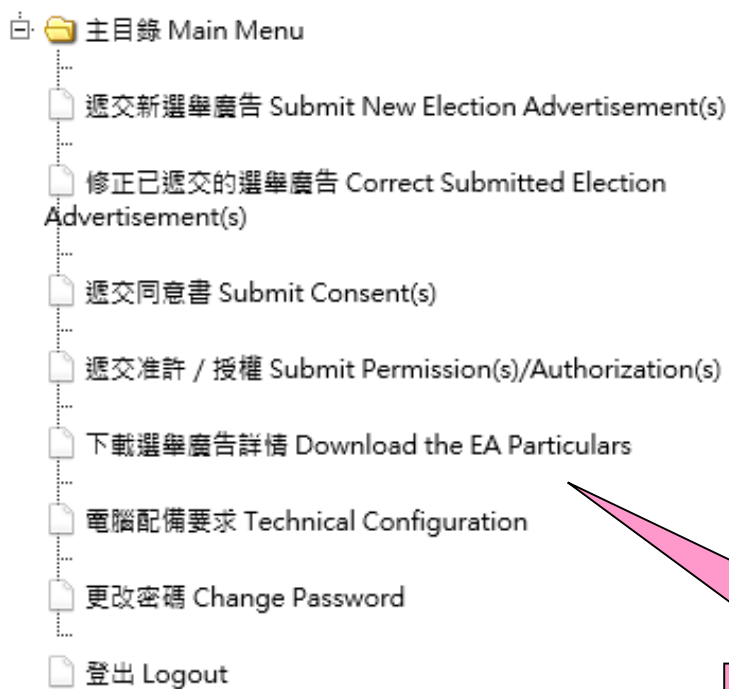 主目錄 Main Menu
遞交新選舉廣告 Submit New Election Advertisement(s)
修正已遞交的選舉廣告 Correct Submitted Election
Advertisement(s)
遞交同意書 Submit Consent(s)
遞交准許 / 授權 Submit Permission(s)/Authorization(s)
下載選舉廣告詳情 Download the EA Particulars
電腦配備要求 Technical Configuration
更改密碼 Change Password
登出 Logout